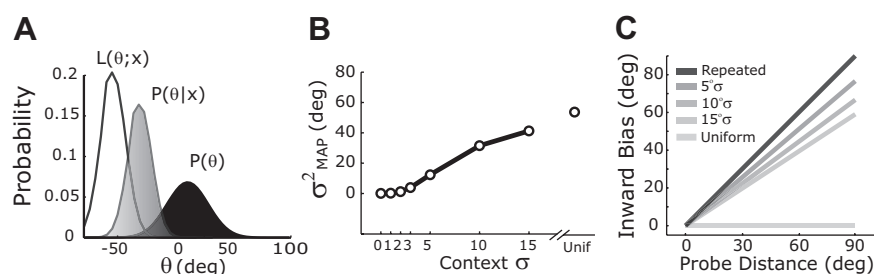 A
L(θ;x)
P(θ|x)
P(θ)
Probability
0.2
0.15
0.1
0.05
0
-50
0
50
100
θ (deg)
B
σ²MAP (deg)
80
60
40
20
0
0
1
2
3
5
10
15
Unif
Context σ
C
Inward Bias (deg)
80
60
40
20
0
Repeated
5°σ
10°σ
15°σ
Uniform
0
30
60
90
Probe Distance (deg)